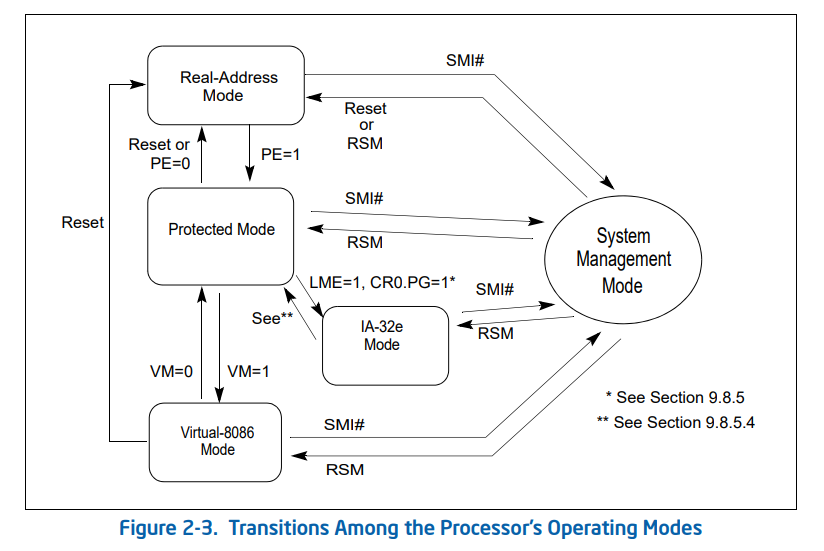 SMI#
Real-Address
Mode
Reset
or
RSM
Reset or
PE=0
PE=1
SMI#
Reset
Protected Mode
RSM
System
Management
Mode
LME=1, CR0.PG=1*
SMI#
See**
IA-32e
Mode
RSM
VM=0
VM=1
* See Section 9.8.5
** See Section 9.8.5.4
Virtual-8086
Mode
SMI#
RSM
Figure 2-3. Transitions Among the Processor's Operating Modes